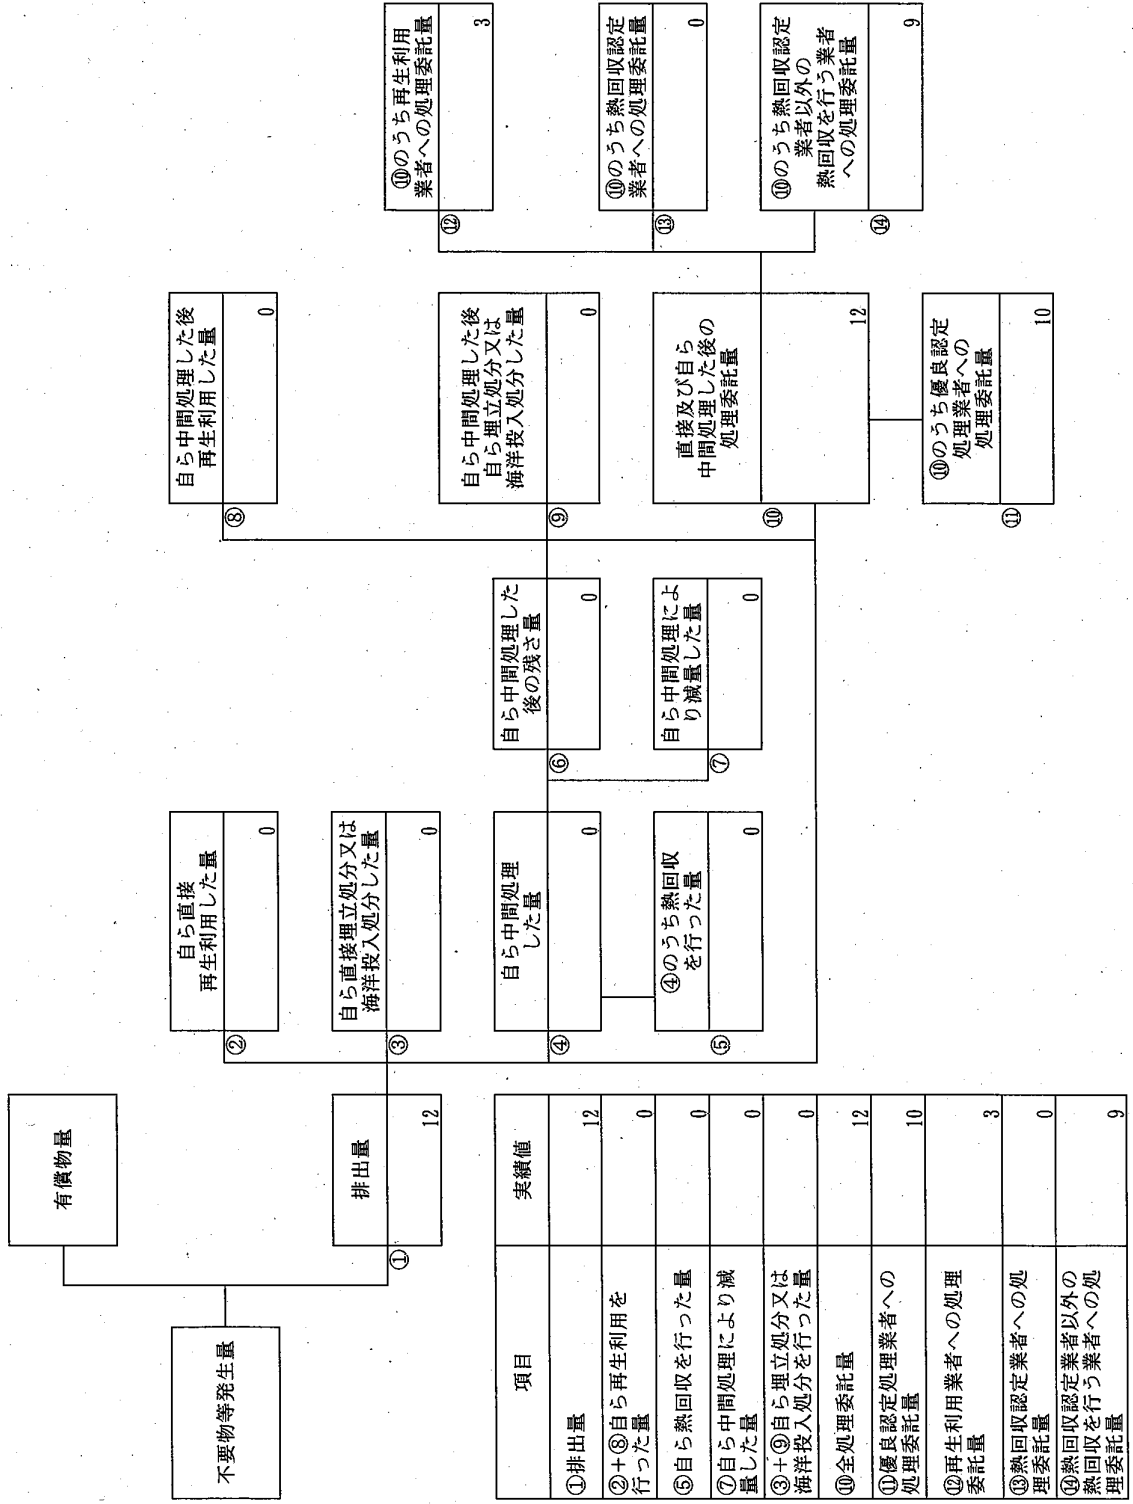 不要物等発生量
有償物量
排出量
①
12
自ら直接
再生利用した量
②
0
自ら直接埋立処分又は
海洋投入処分した量
③
0
自ら中間処理
した量
④
0
④のうち熱回収
を行った量
⑤
0
自ら中間処理した
後の残さ量
⑥
0
自ら中間処理によ
り減量した量
⑦
0
自ら中間処理した後
再生利用した量
⑧
0
自ら中間処理した後
自ら埋立処分又は
海洋投入処分した量
⑨
0
直接及び自ら
中間処理した後の
処理委託量
⑩
12
⑩のうち優良認定
処理業者への
処理委託量
⑪
10
⑩のうち再生利用
業者への処理委託量
⑫
3
⑩のうち熱回収認定
業者への処理委託量
⑬
0
⑩のうち熱回収認定
業者以外の
熱回収を行う業者
への処理委託量
⑭
9
項目 実績値
①排出量 12
②+⑧自ら再生利用を
行った量 0
⑤自ら熱回収を行った量 0
⑦自ら中間処理により減
量した量 0
③+⑨自ら埋立処分又は
海洋投入処分を行った量 0
⑩全処理委託量 12
⑪優良認定処理業者への
処理委託量 10
⑫再生利用業者への処理
委託量 3
⑬熱回収認定業者への処
理委託量 0
⑭熱回収認定業者以外の
熱回収を行う業者への処
理委託量 9